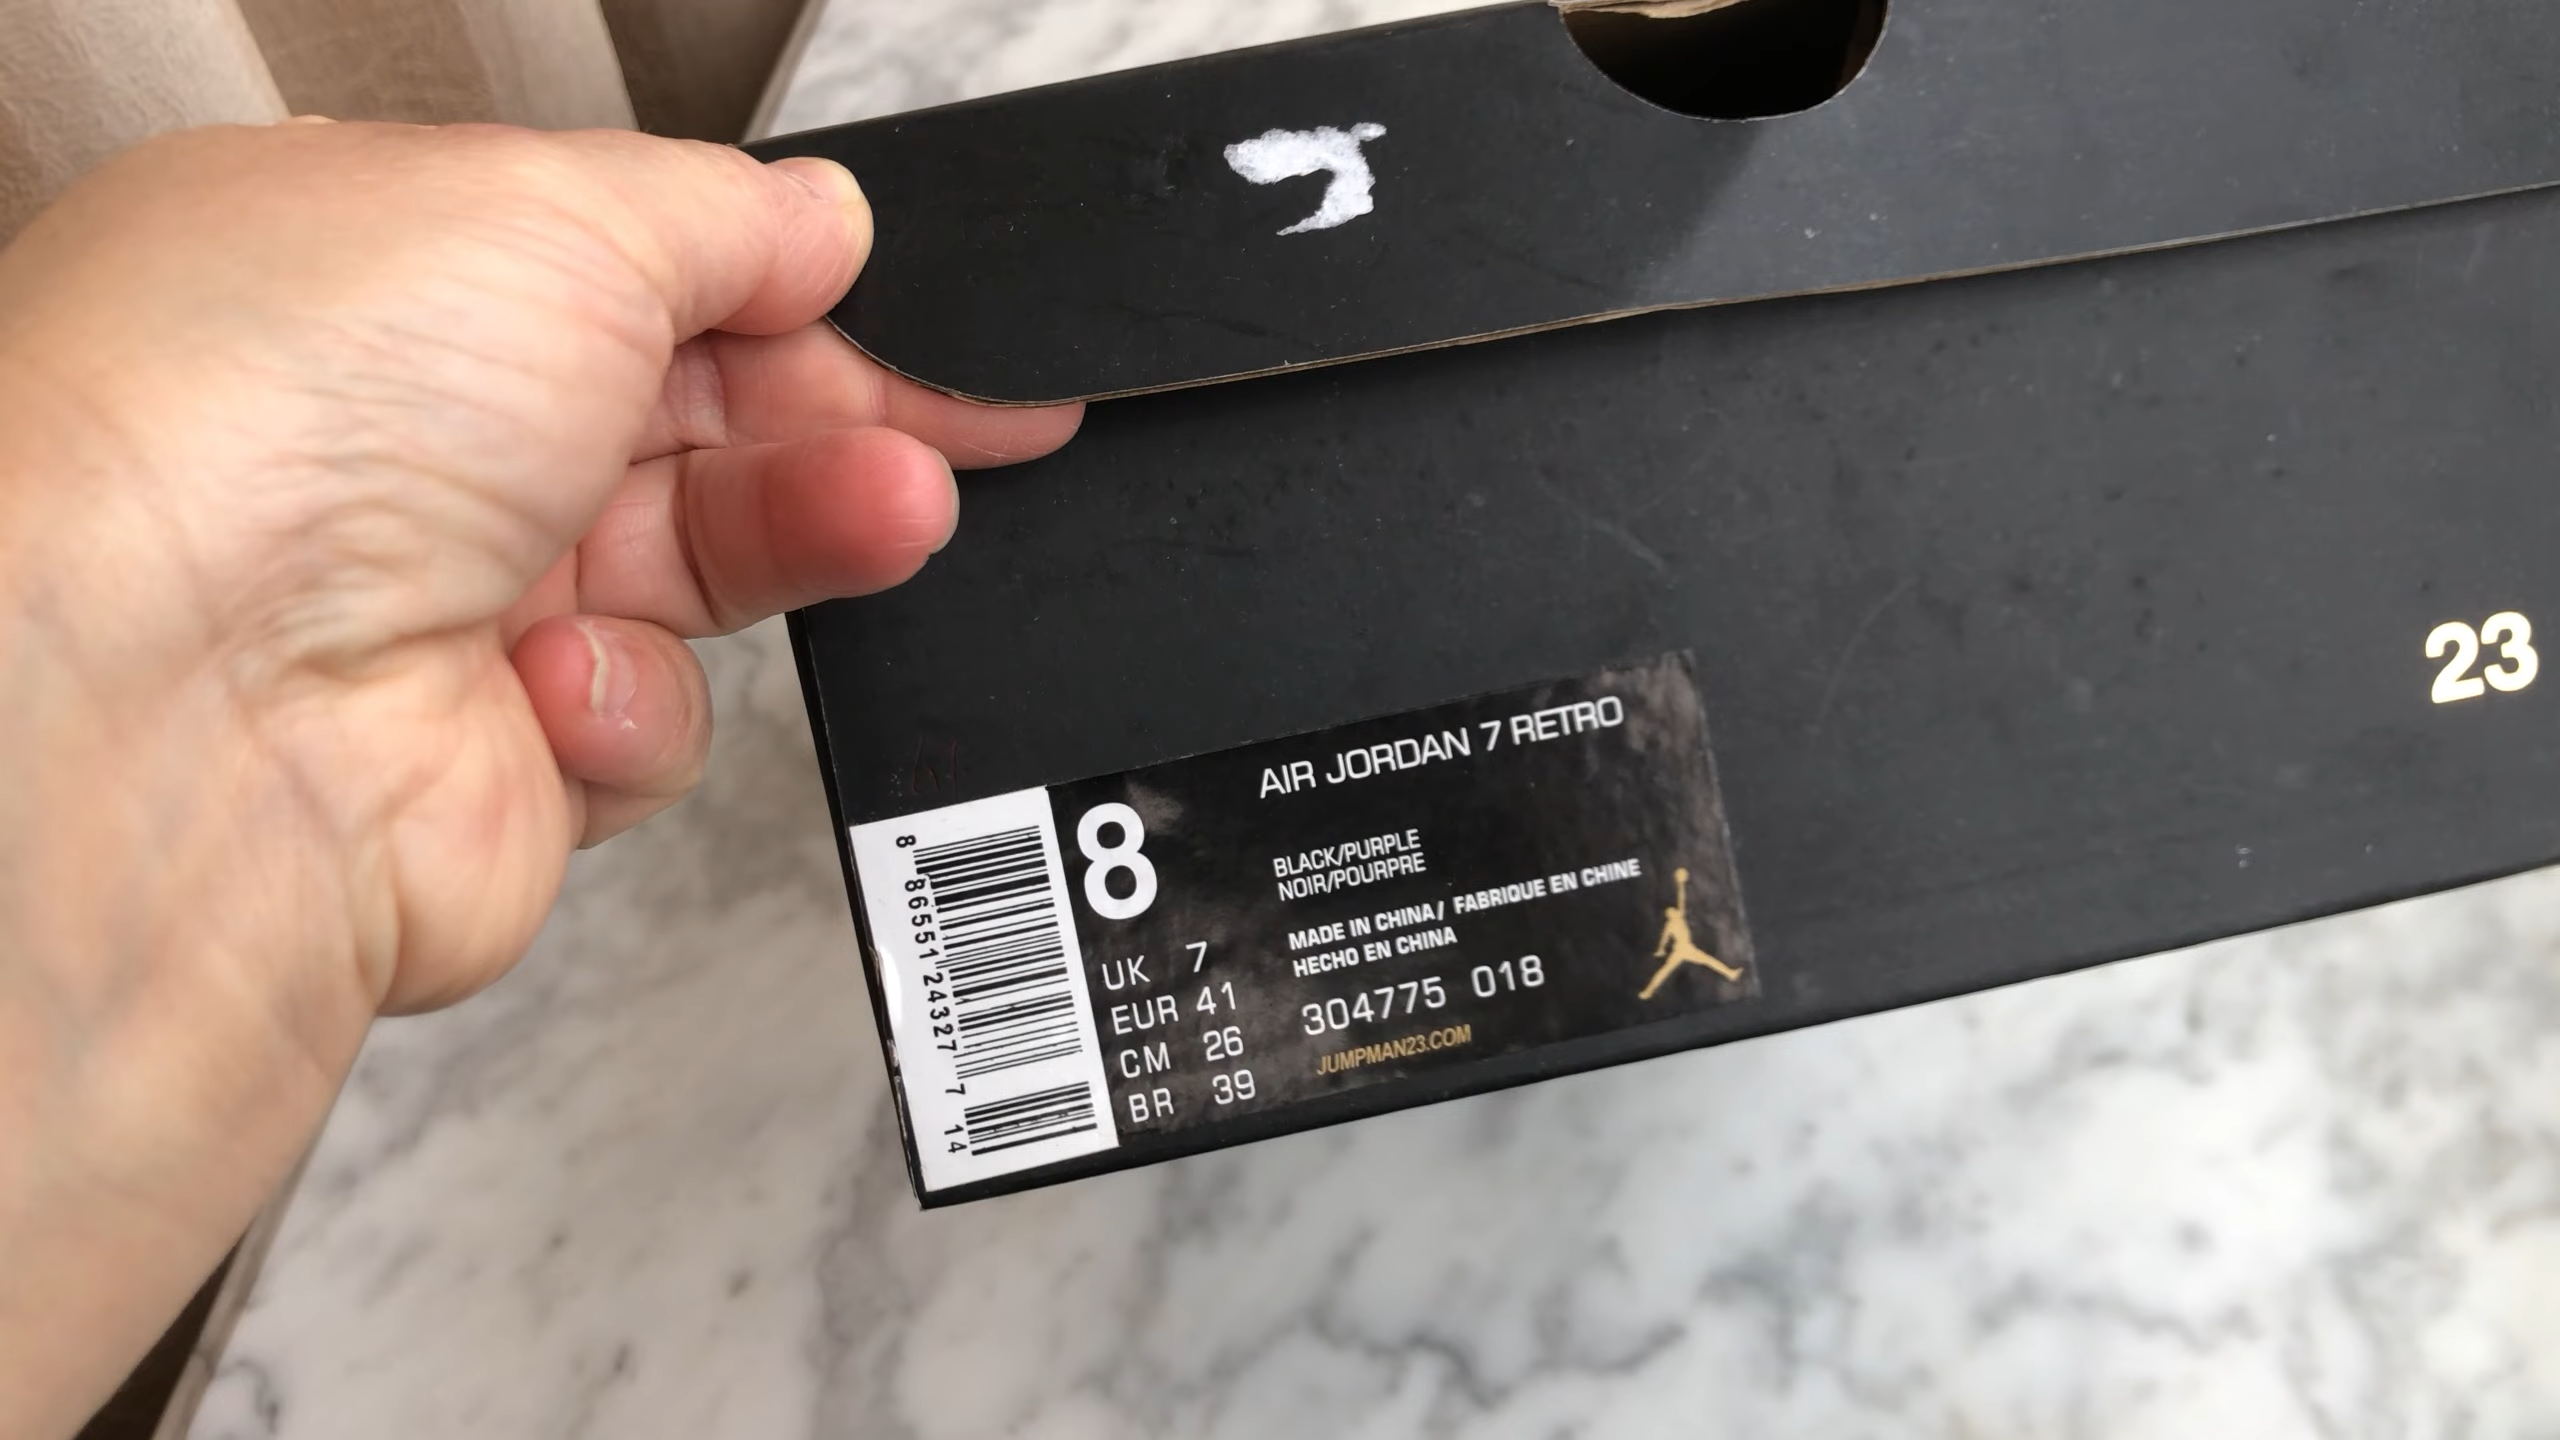 23
AIR JORDAN 7 RETRO
8
BLACK/PURPLE
NOIR/POURPRE
MADE IN CHINA/ FABRIQUE EN CHINE
HECHO EN CHINA
UK 7
EUR 41
CM 26
BR 39
304775 018
JUMPMAN23.COM
8 86551 24327 7 14